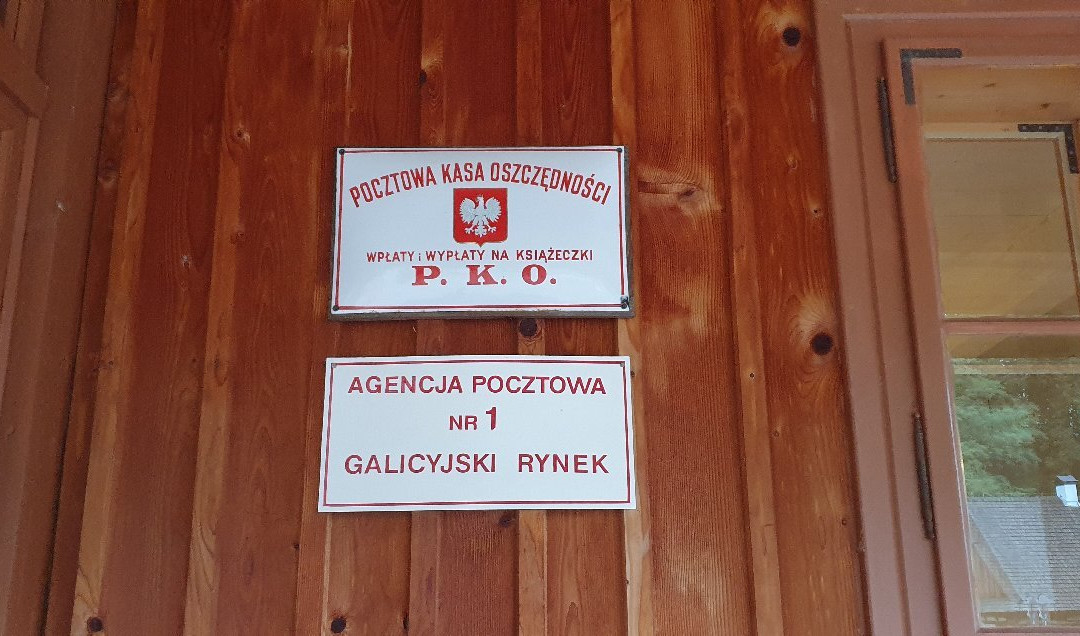 POCZTOWA KASA OSZCZĘDNOŚCI
WPŁATY i WYPŁATY NA KSIĄŻECZKI
P. K. O.
AGENCJA POCZTOWA
NR 1
GALICYJSKI RYNEK